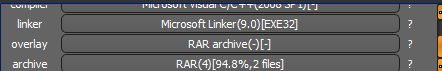 compiler Microsoft Visual C/C++(2008 SP1)[-] ?
linker Microsoft Linker(9.0)[EXE32] ?
overlay RAR archive(-)[-] ?
archive RAR(4)[94.8%,2 files] ?